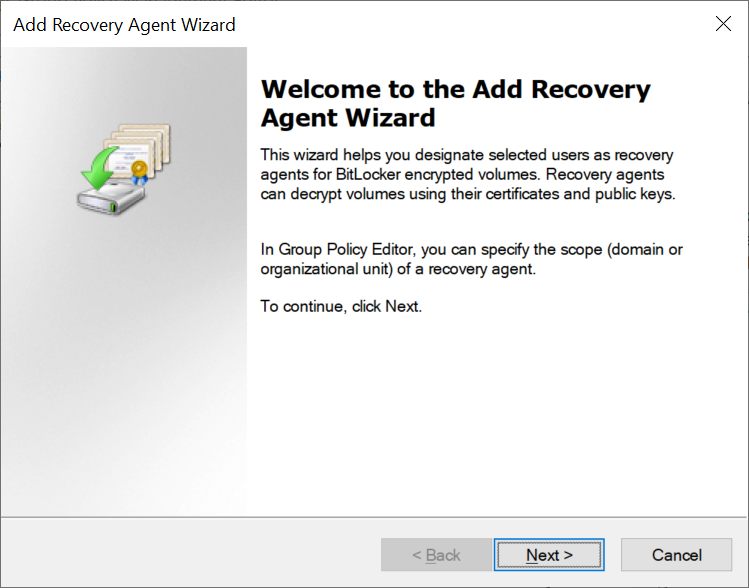 Add Recovery Agent Wizard
Welcome to the Add Recovery
Agent Wizard
This wizard helps you designate selected users as recovery
agents for BitLocker encrypted volumes. Recovery agents
can decrypt volumes using their certificates and public keys.
In Group Policy Editor, you can specify the scope (domain or
organizational unit) of a recovery agent.
To continue, click Next.
< Back
Next >
Cancel